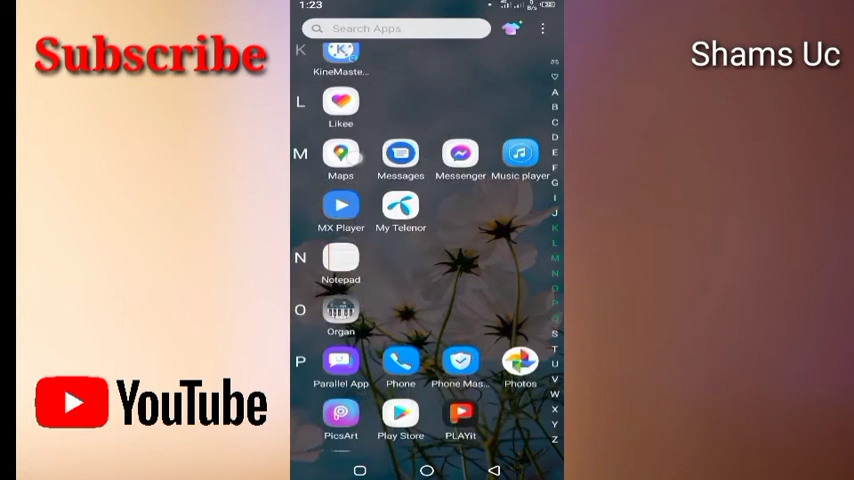 1:23
Subscribe
Shams Uc
Search Apps
K
KineMaste...
L
Likee
M
Maps
Messages
Messenger
Music player
MX Player
My Telenor
N
Notepad
O
Organ
P
Parallel App
Phone
Phone Mas...
Photos
PicsArt
Play Store
PLAYit
YouTube
A
B
C
D
E
F
G
I
J
K
L
M
N
O
P
Q
S
T
U
V
W
X
Y
Z